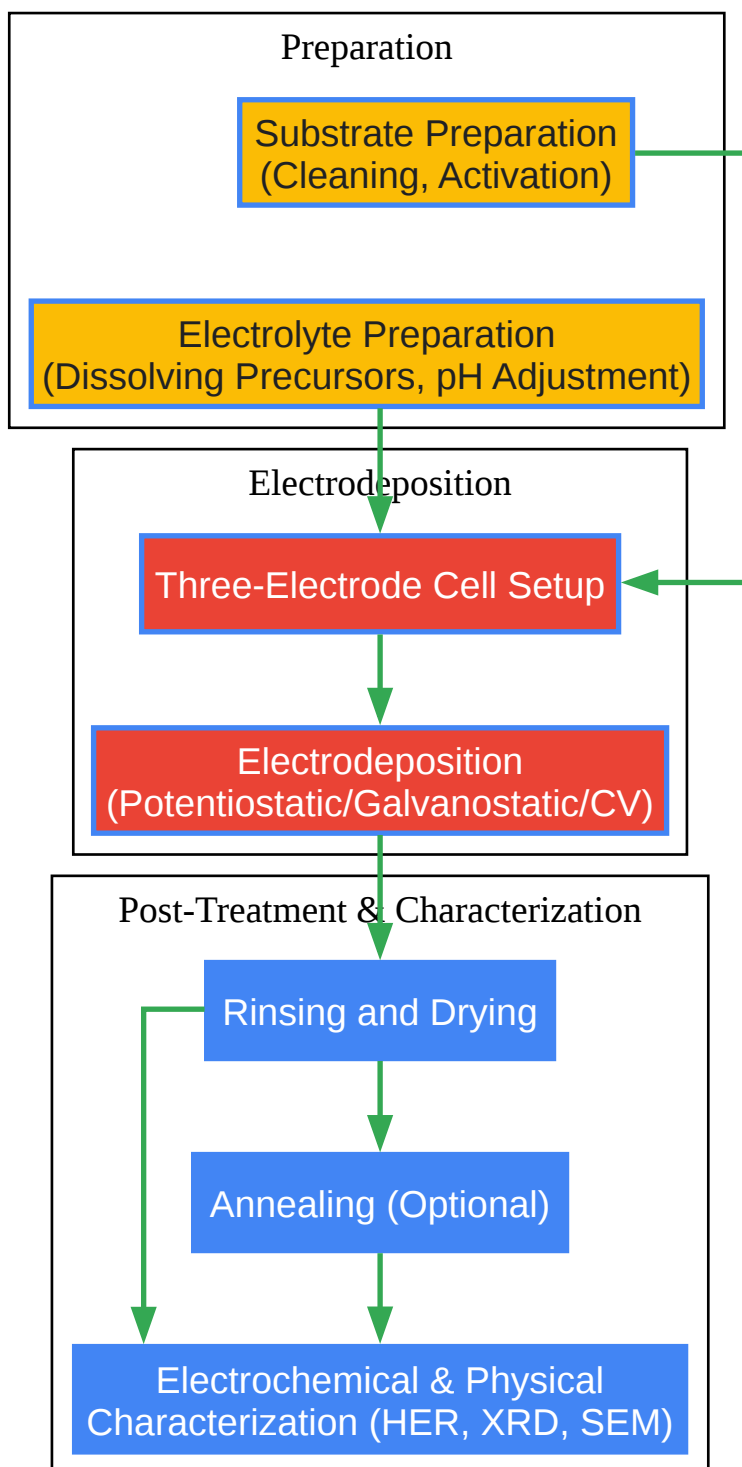 Preparation
Substrate Preparation
(Cleaning, Activation)
Electrolyte Preparation
(Dissolving Precursors, pH Adjustment)
Electrodeposition
Three-Electrode Cell Setup
Electrodeposition
(Potentiostatic/Galvanostatic/CV)
Post-Treatment & Characterization
Rinsing and Drying
Annealing (Optional)
Electrochemical & Physical
Characterization (HER, XRD, SEM)